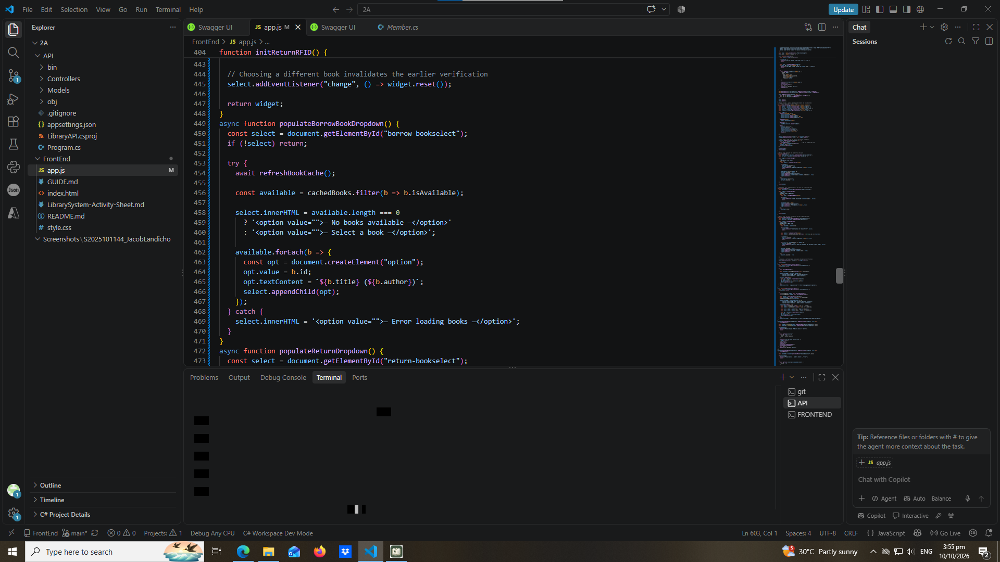 File Edit Selection View Go Run Terminal Help
2A
Update
Explorer
2A
API
bin
Controllers
Models
obj
.gitignore
appsettings.json
LibraryAPI.csproj
Program.cs
FrontEnd
app.js M
GUIDE.md
index.html
LibrarySystem-Activity-Sheet.md
README.md
style.css
Screenshots\S2025101144_JacobLandicho
Outline
Timeline
C# Project Details
Swagger UI
app.js M
Swagger UI
Member.cs
FrontEnd > app.js > ...
404 function initReturnRFID() {
443
444 // Choosing a different book invalidates the earlier verification
445 select.addEventListener("change", () => widget.reset());
446
447 return widget;
448 }
449 async function populateBorrowBookDropdown() {
450 const select = document.getElementById("borrow-bookselect");
451 if (!select) return;
452
453 try {
454 await refreshBookCache();
455
456 const available = cachedBooks.filter(b => b.isAvailable);
457
458 select.innerHTML = available.length === 0
459 ? '<option value="">— No books available —</option>'
460 : '<option value="">— Select a book —</option>';
461
462 available.forEach(b => {
463 const opt = document.createElement("option");
464 opt.value = b.id;
465 opt.textContent = `${b.title} (${b.author})`;
466 select.appendChild(opt);
467 });
468 } catch {
469 select.innerHTML = '<option value="">— Error loading books —</option>';
470 }
471 }
472 async function populateReturnDropdown() {
473 const select = document.getElementById("return-bookselect");
Problems Output Debug Console Terminal Ports
git
API
FRONTEND
Chat
Sessions
Tip: Reference files or folders with # to give
the agent more context about the task.
app.js
Chat with Copilot
Agent Auto Balance
Copilot Interactive
FrontEnd main* 0 0 Projects: 1 Debug Any CPU C# Workspace Dev Mode
Ln 603, Col 1 Spaces: 4 UTF-8 CRLF {} JavaScript Go Live
Type here to search
30°C Partly sunny
ENG
3:55 pm
10/10/2026